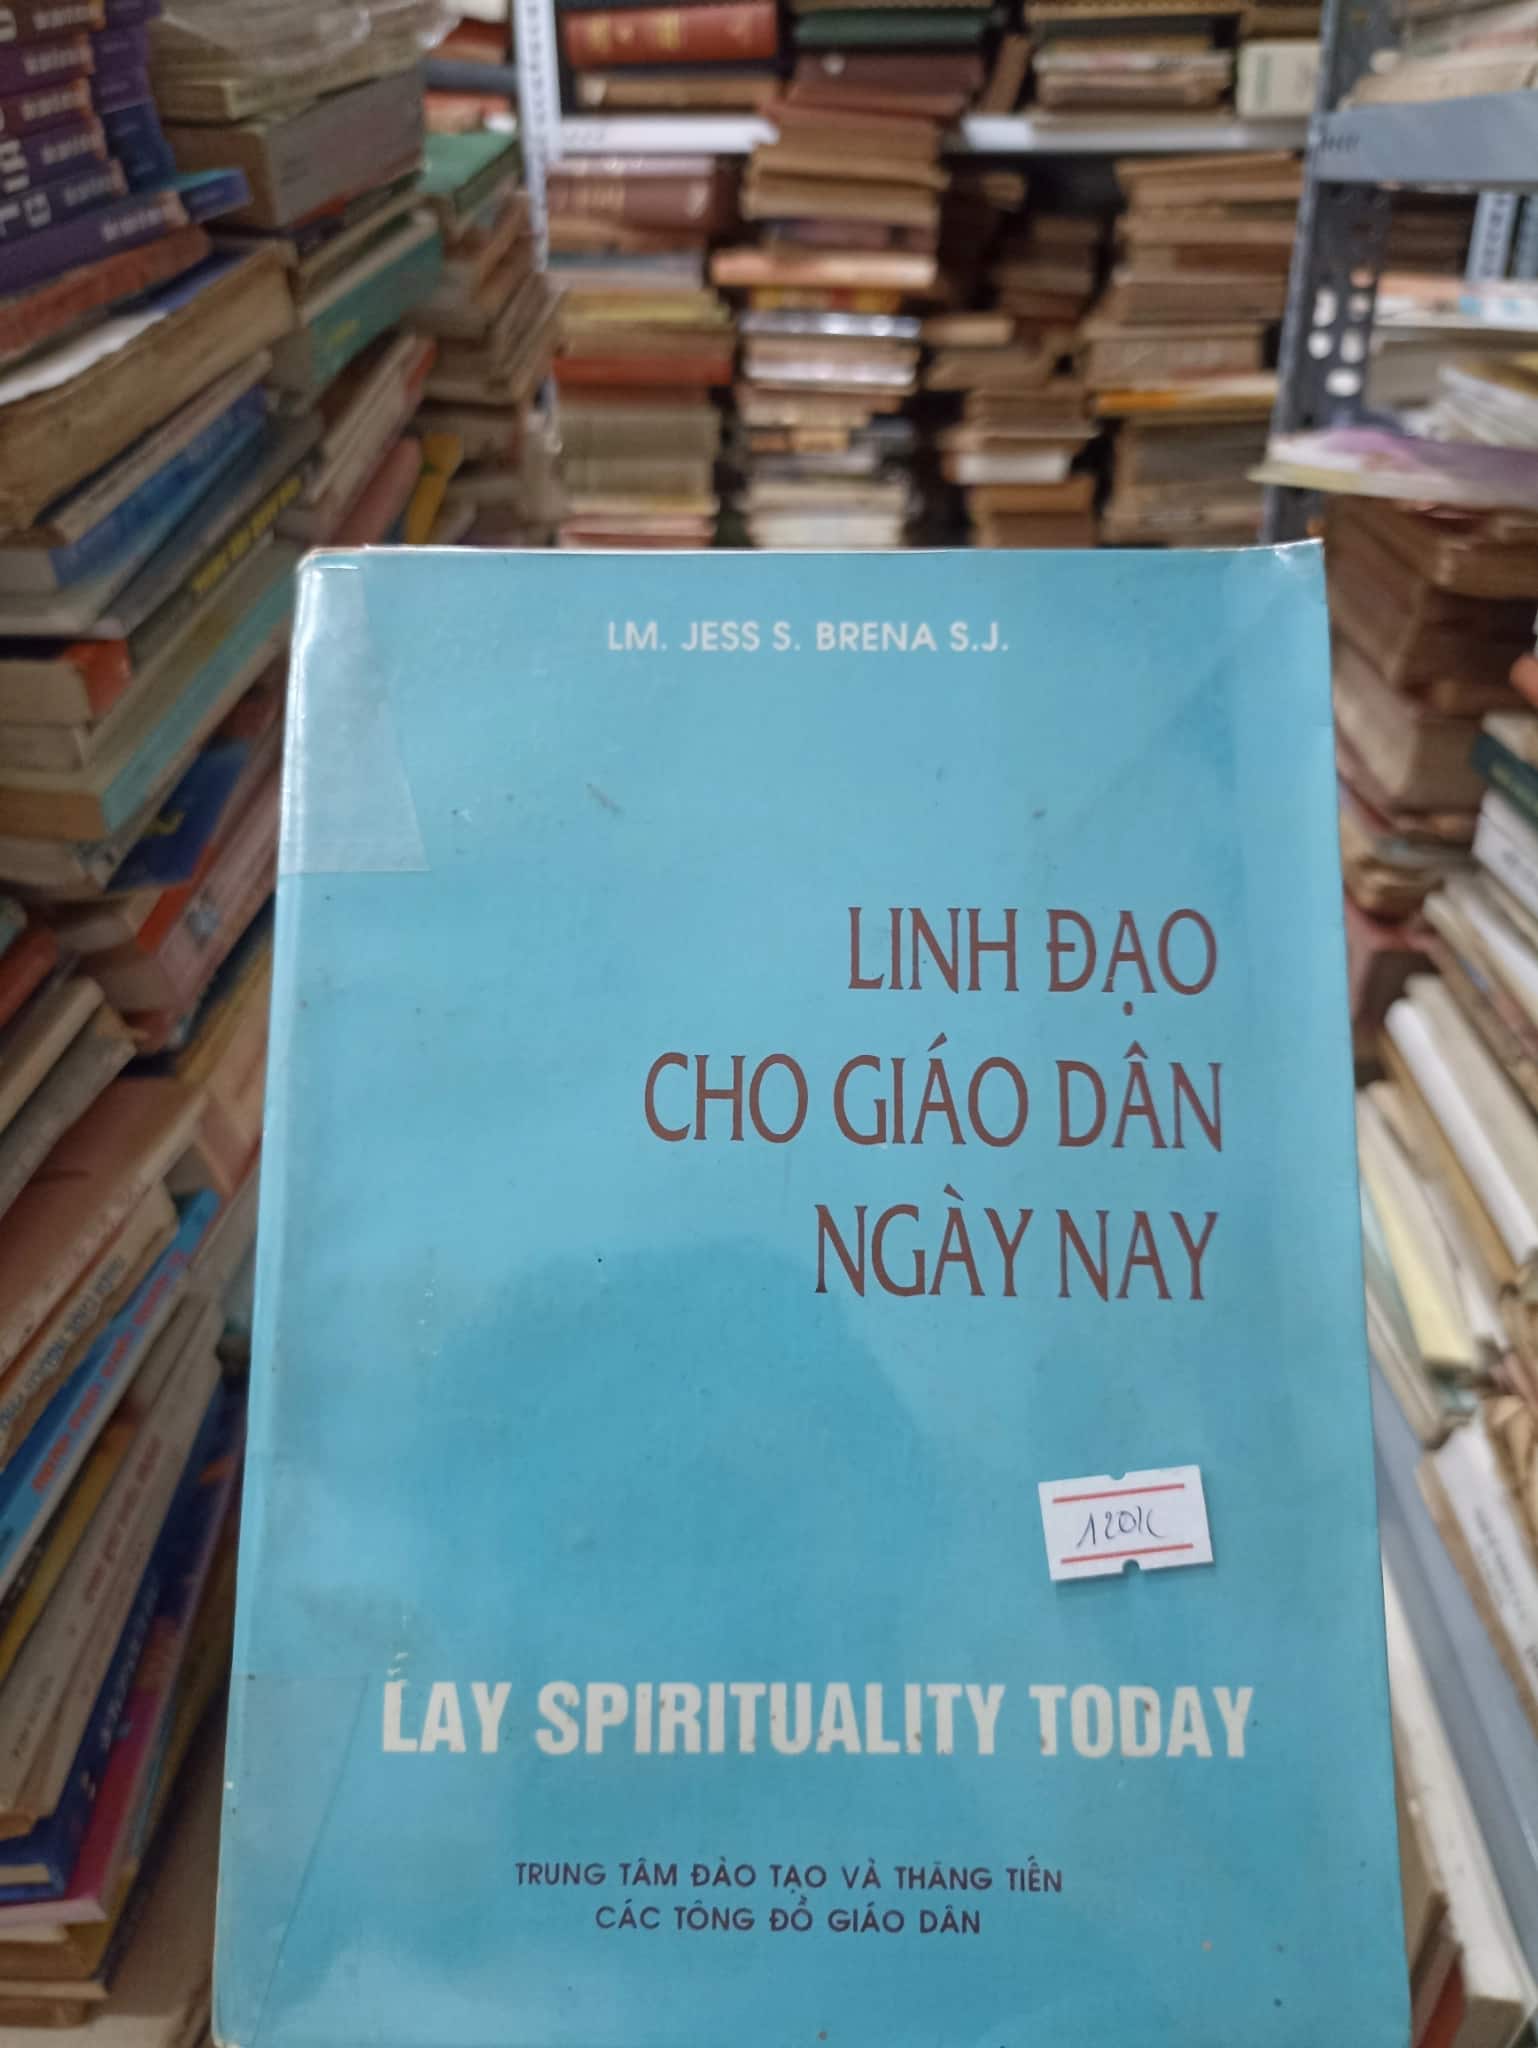 LM. JESS S. BRENA S.J.
LINH ĐẠO
CHO GIÁO DÂN
NGÀY NAY
120K
LAY SPIRITUALITY TODAY
TRUNG TÂM ĐÀO TẠO VÀ THĂNG TIẾN
CÁC TÔNG ĐỒ GIÁO DÂN